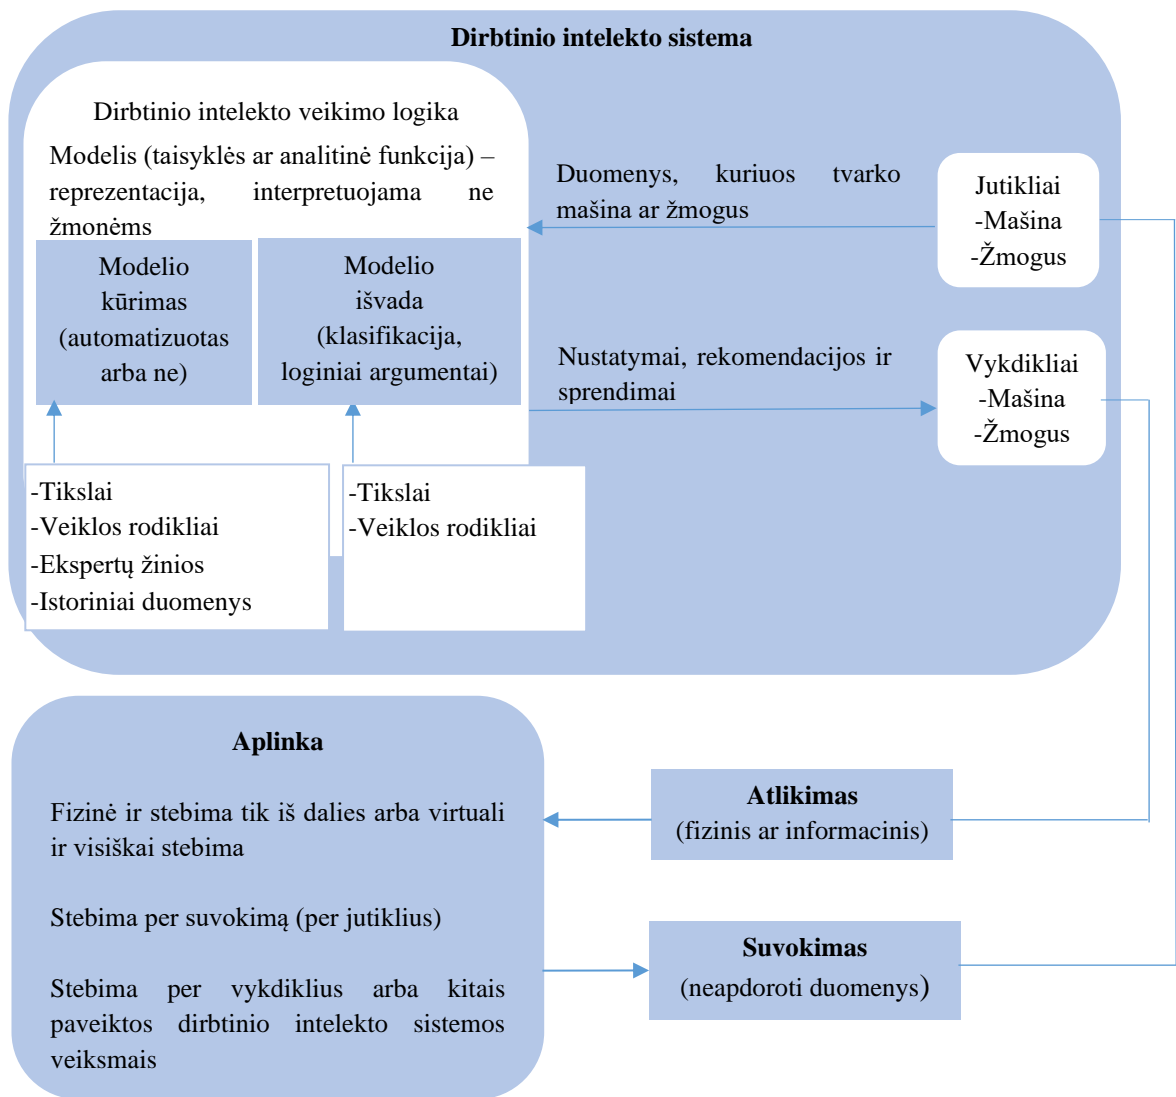 Dirbtinio intelekto sistema
Dirbtinio intelekto veikimo logika
Modelis (taisyklės ar analitinė funkcija) –
reprezentacija, interpretuojama ne
žmonėms
Modelio
kūrimas
(automatizuotas
arba ne)
Modelio
išvada
(klasifikacija,
loginiai argumentai)
-Tikslai
-Veiklos rodikliai
-Ekspertų žinios
-Istoriniai duomenys
-Tikslai
-Veiklos rodikliai
Duomenys, kuriuos tvarko
mašina ar žmogus
Nustatymai, rekomendacijos ir
sprendimai
Jutikliai
-Mašina
-Žmogus
Vykdikliai
-Mašina
-Žmogus
Aplinka
Fizinė ir stebima tik iš dalies arba virtuali
ir visiškai stebima
Stebima per suvokimą (per jutiklius)
Stebima per vykdiklius arba kitais
paveiktos dirbtinio intelekto sistemos
veiksmais
Atlikimas
(fizinis ar informacinis)
Suvokimas
(neapdoroti duomenys)